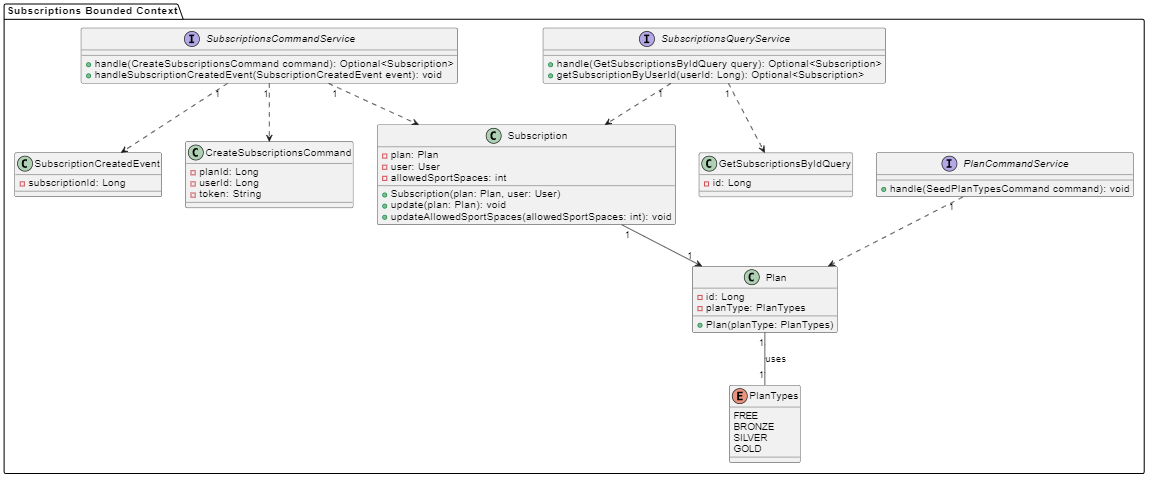 Subscriptions Bounded Context
I SubscriptionsCommandService
handle(CreateSubscriptionsCommand command): Optional<Subscription>
handleSubscriptionCreatedEvent(SubscriptionCreatedEvent event): void
I SubscriptionsQueryService
handle(GetSubscriptionsByIdQuery query): Optional<Subscription>
getSubscriptionByUserId(userId: Long): Optional<Subscription>
1
1
1
1
1
C SubscriptionCreatedEvent
subscriptionId: Long
C CreateSubscriptionsCommand
planId: Long
userId: Long
token: String
C Subscription
plan: Plan
user: User
allowedSportSpaces: int
Subscription(plan: Plan, user: User)
update(plan: Plan): void
updateAllowedSportSpaces(allowedSportSpaces: int): void
C GetSubscriptionsByIdQuery
id: Long
I PlanCommandService
handle(SeedPlanTypesCommand command): void
1
1
1
C Plan
id: Long
planType: PlanTypes
Plan(planType: PlanTypes)
1
uses
1
E PlanTypes
FREE
BRONZE
SILVER
GOLD